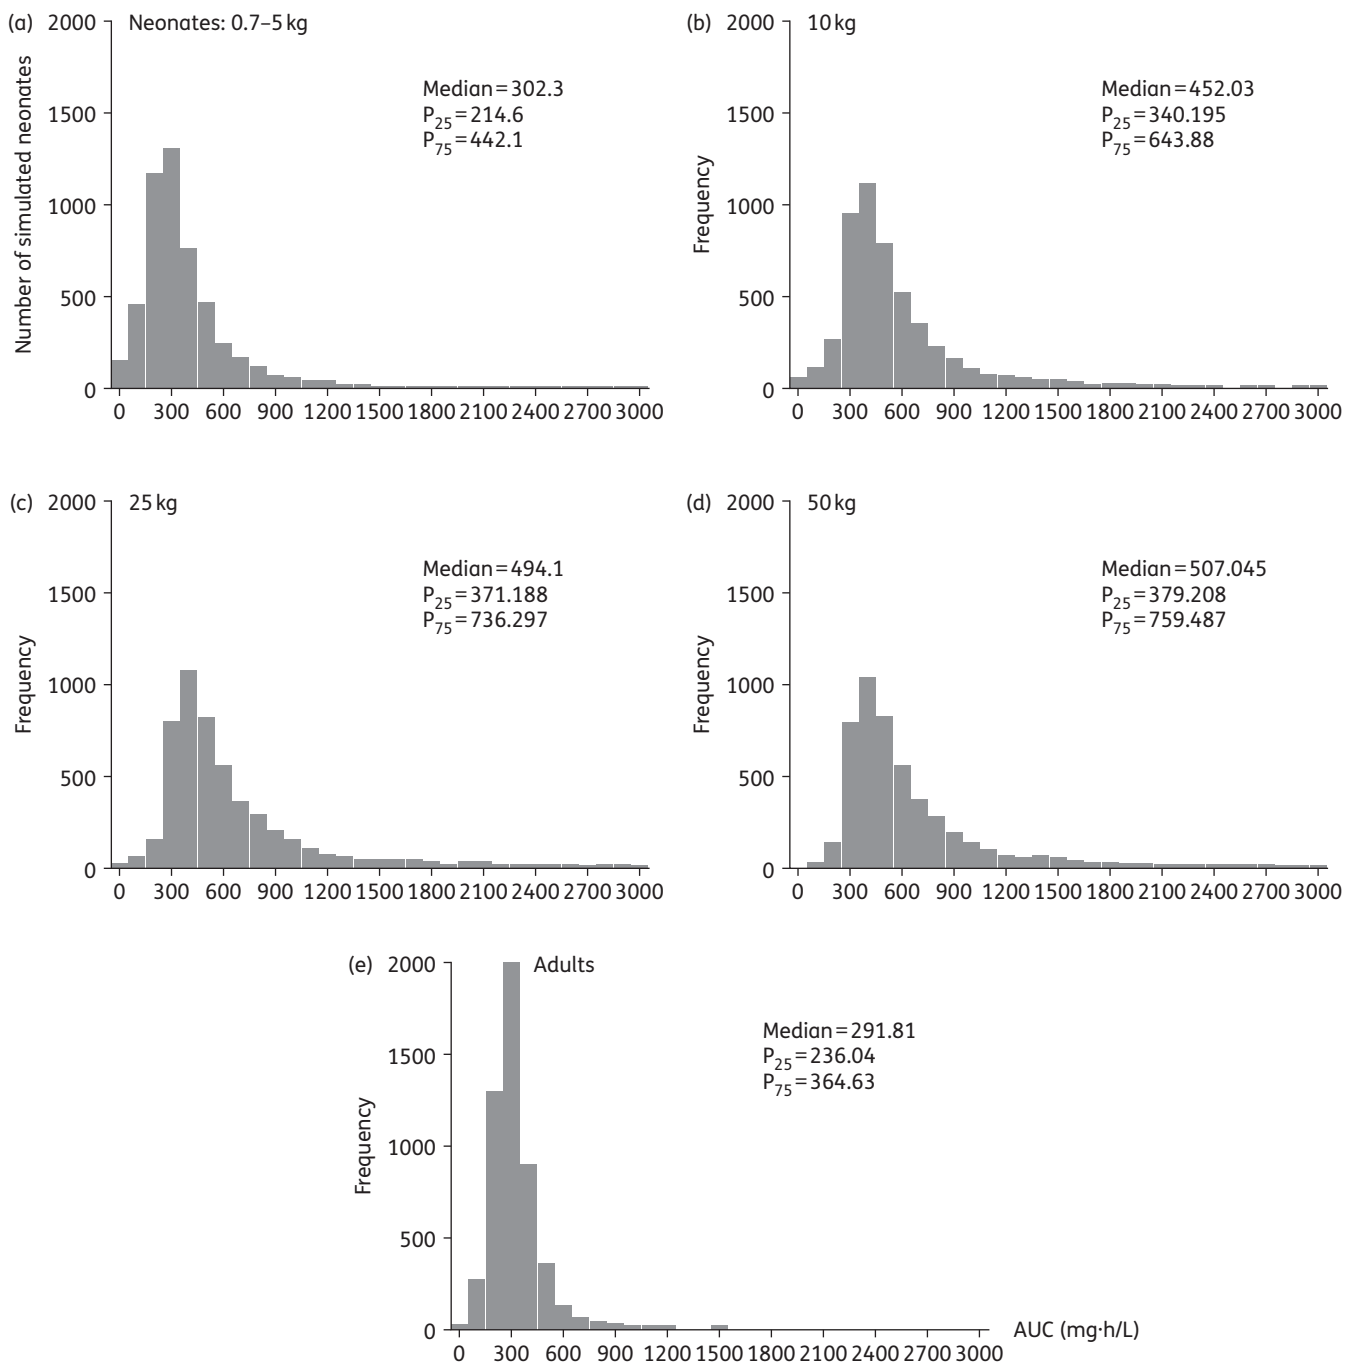 (a) 2000 Neonates: 0.7–5 kg
Number of simulated neonates
Median=302.3
P25=214.6
P75=442.1
1500
1000
500
0
0 300 600 900 1200 1500 1800 2100 2400 2700 3000
(b) 2000 10 kg
Frequency
Median=452.03
P25=340.195
P75=643.88
1500
1000
500
0
0 300 600 900 1200 1500 1800 2100 2400 2700 3000
(c) 2000 25 kg
Frequency
Median=494.1
P25=371.188
P75=736.297
1500
1000
500
0
0 300 600 900 1200 1500 1800 2100 2400 2700 3000
(d) 2000 50 kg
Frequency
Median=507.045
P25=379.208
P75=759.487
1500
1000
500
0
0 300 600 900 1200 1500 1800 2100 2400 2700 3000
(e) 2000 Adults
Frequency
Median=291.81
P25=236.04
P75=364.63
1500
1000
500
0
AUC (mg·h/L)
0 300 600 900 1200 1500 1800 2100 2400 2700 3000